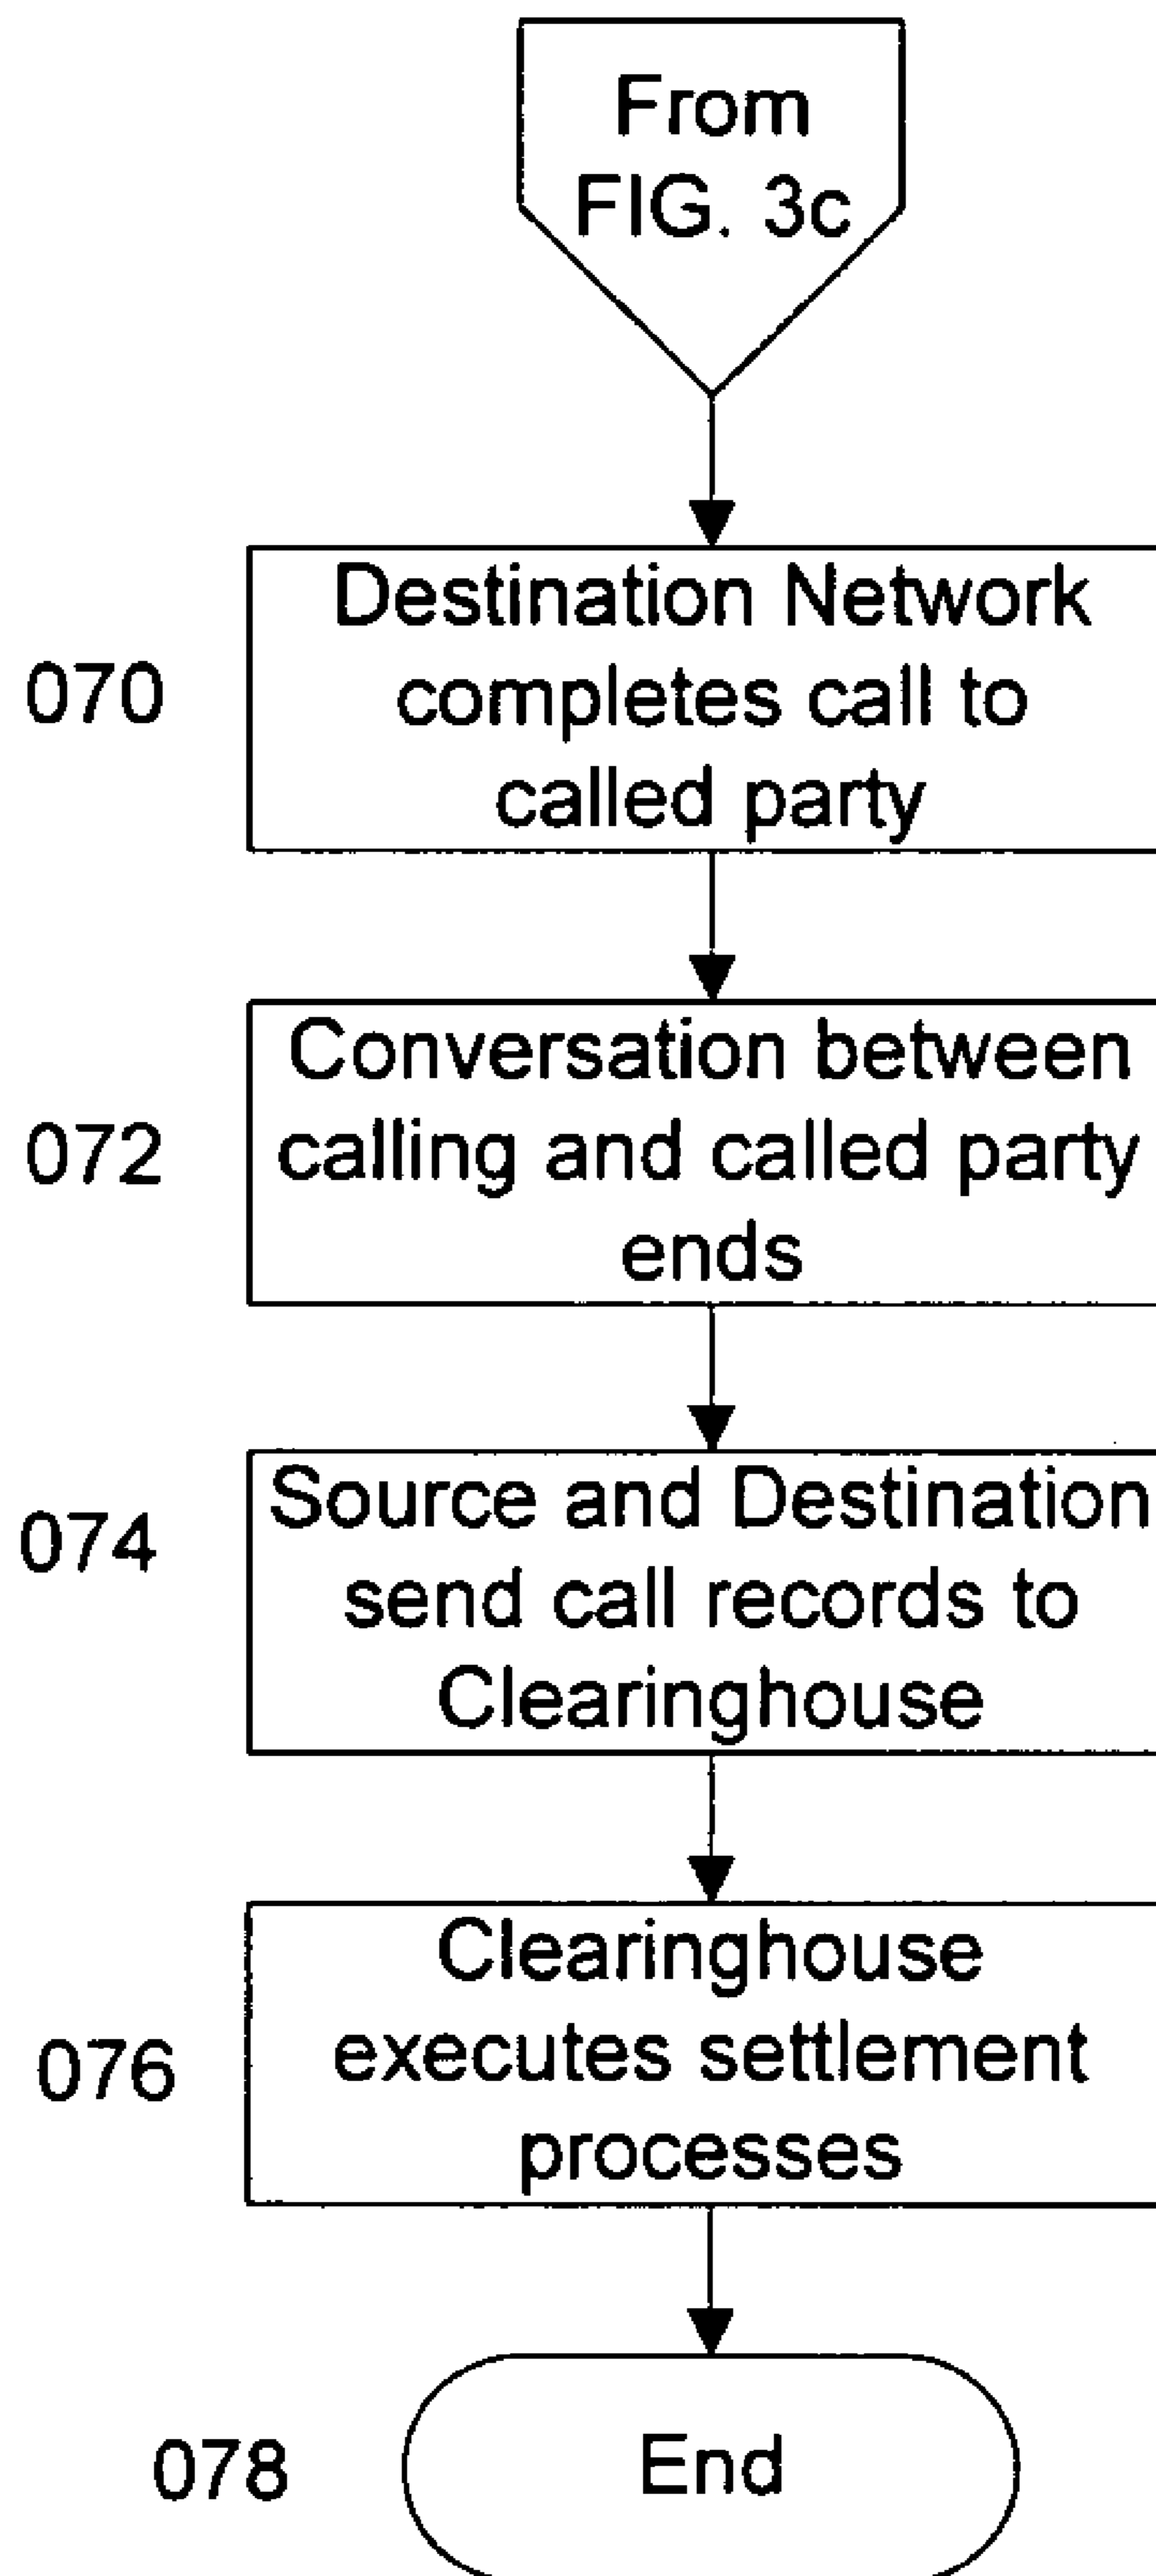 From
FIG. 3c
070
Destination Network
completes call to
called party
072
Conversation between
calling and called party
ends
074
Source and Destination
send call records to
Clearinghouse
076
Clearinghouse
executes settlement
processes
078
End